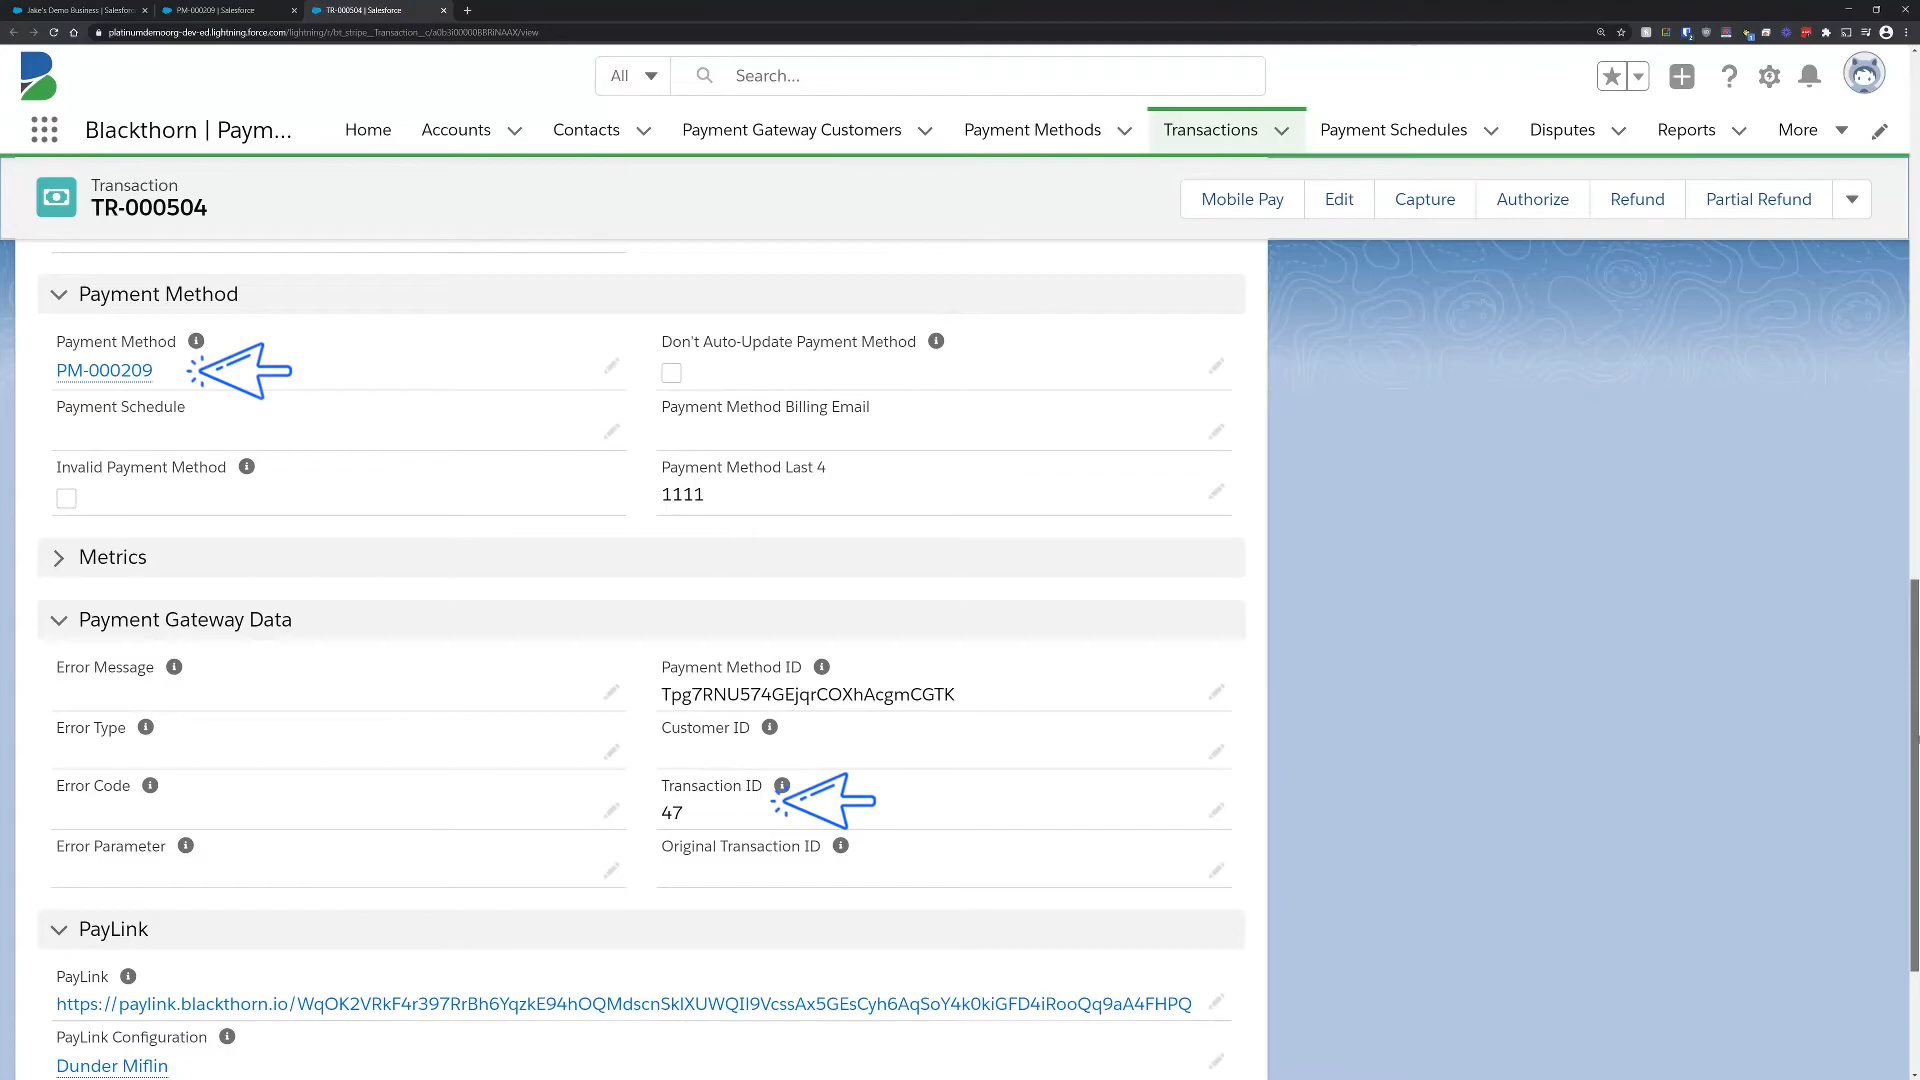 Jake's Demo Business | Salesforc
PM-000209 | Salesforce
TR-000504 | Salesforce
platinumdemoorg-dev-ed.lightning.force.com/lightning/r/bt_stripe__Transaction__c/a0b3i00000BBRiNAAX/view
All
Search...
Blackthorn | Paym...
Home
Accounts
Contacts
Payment Gateway Customers
Payment Methods
Transactions
Payment Schedules
Disputes
Reports
More
Transaction
TR-000504
Mobile Pay
Edit
Capture
Authorize
Refund
Partial Refund
Payment Method
Payment Method
PM-000209
Don't Auto-Update Payment Method
Payment Schedule
Payment Method Billing Email
Invalid Payment Method
Payment Method Last 4
1111
Metrics
Payment Gateway Data
Error Message
Payment Method ID
Tpg7RNU574GEjqrCOXhAcgmCGTK
Error Type
Customer ID
Error Code
Transaction ID
47
Error Parameter
Original Transaction ID
PayLink
PayLink
https://paylink.blackthorn.io/WqOK2VRkF4r397RrBh6YqzkE94hOQMdscnSklXUWQII9VcssAx5GEsCyh6AqSoY4k0kiGFD4iRooQq9aA4FHPQ
PayLink Configuration
Dunder Miflin